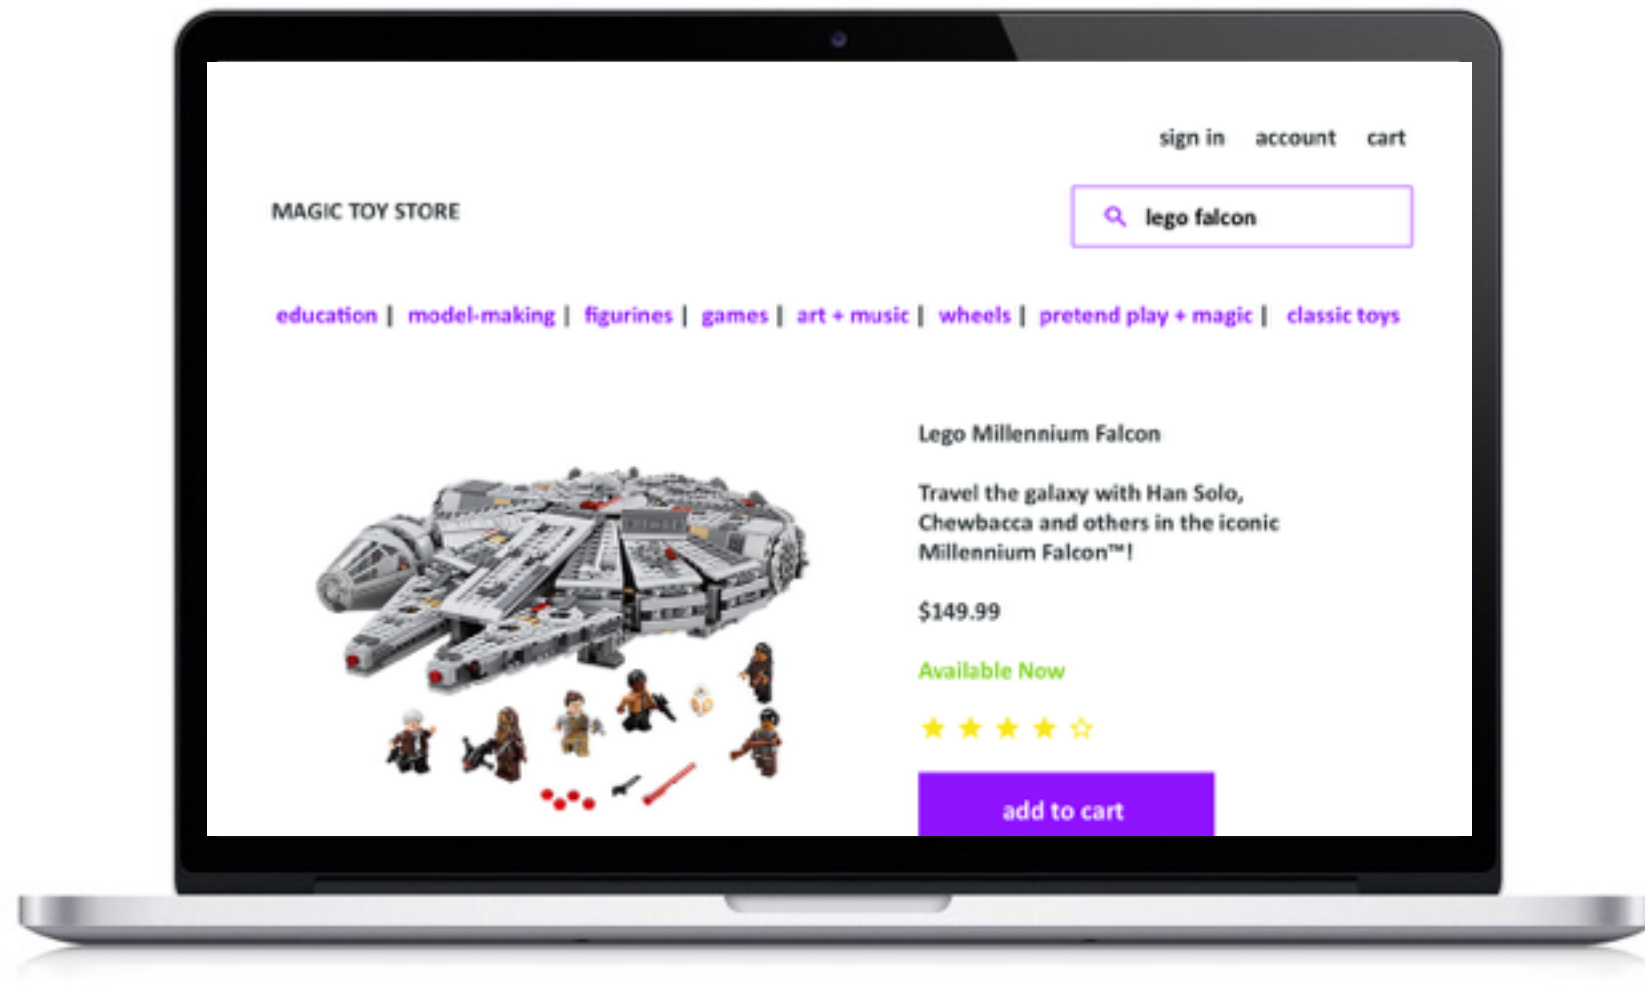 sign in account cart
MAGIC TOY STORE
lego falcon
education | model-making | figurines | games | art + music | wheels | pretend play + magic | classic toys
Lego Millennium Falcon
Travel the galaxy with Han Solo,
Chewbacca and others in the iconic
Millennium Falcon™!
$149.99
Available Now
add to cart